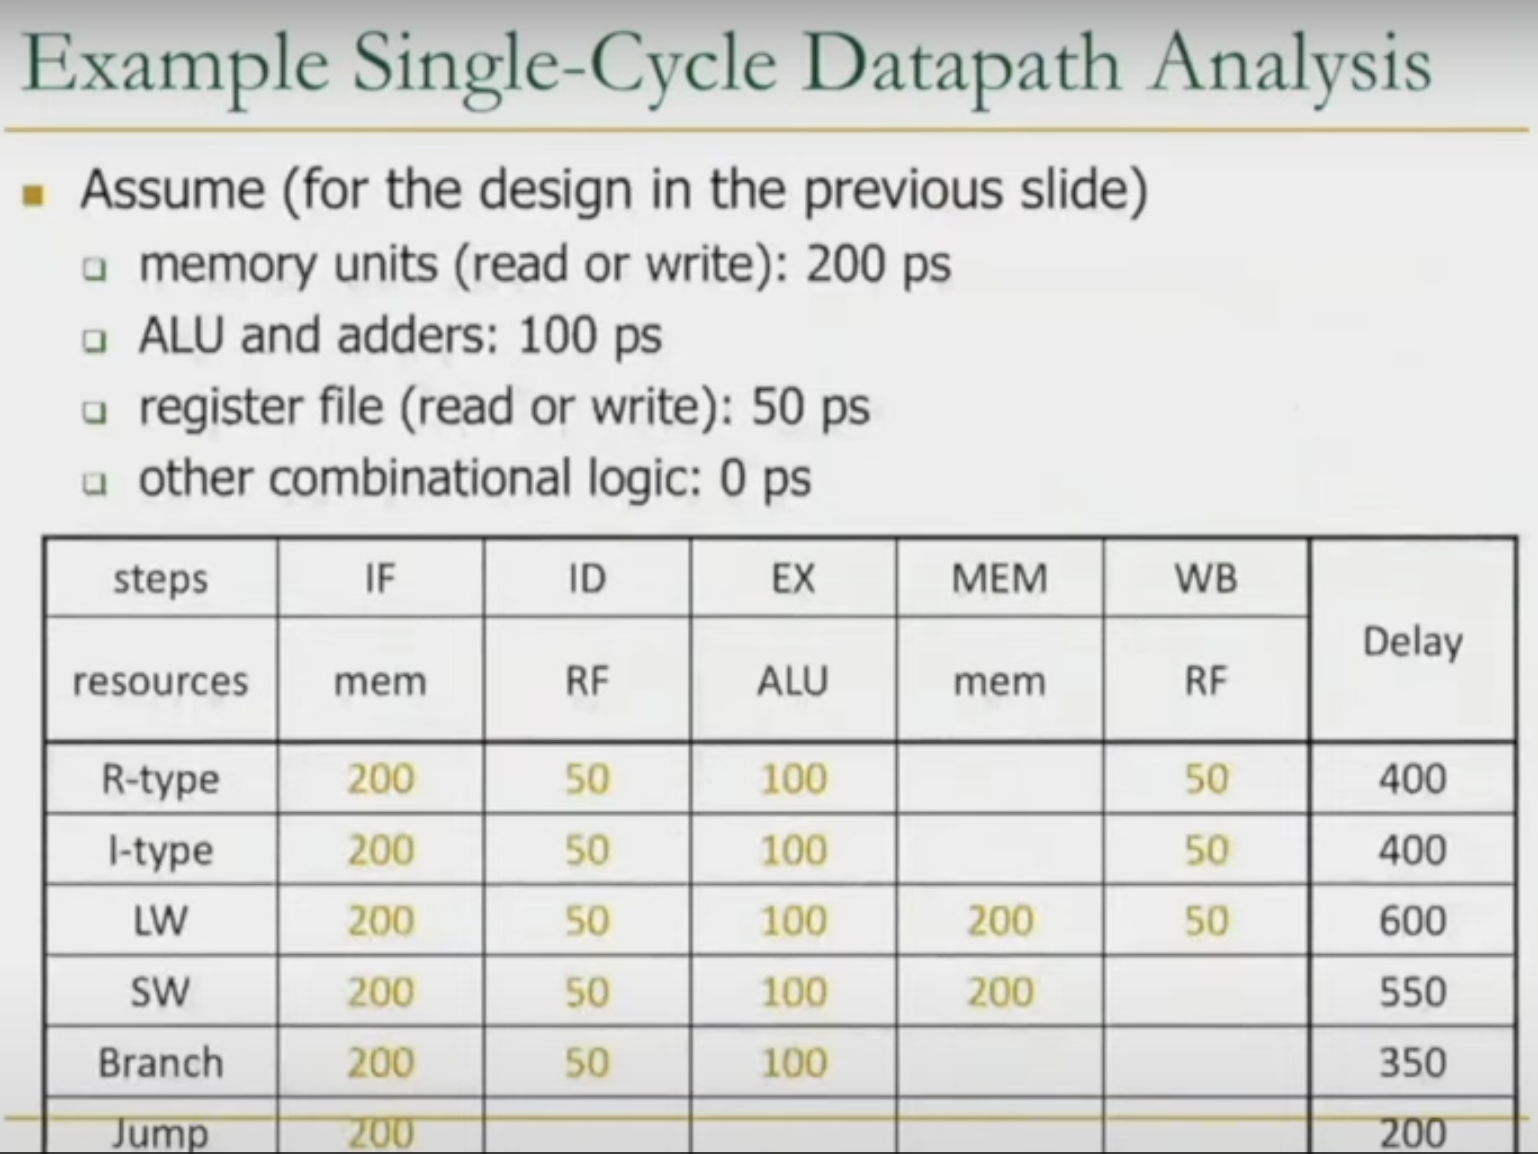 Example Single-Cycle Datapath Analysis
Assume (for the design in the previous slide)
memory units (read or write): 200 ps
ALU and adders: 100 ps
register file (read or write): 50 ps
other combinational logic: 0 ps
steps IF ID EX MEM WB Delay
resources mem RF ALU mem RF
R-type 200 50 100 50 400
I-type 200 50 100 50 400
LW 200 50 100 200 50 600
SW 200 50 100 200 550
Branch 200 50 100 350
Jump 200 200